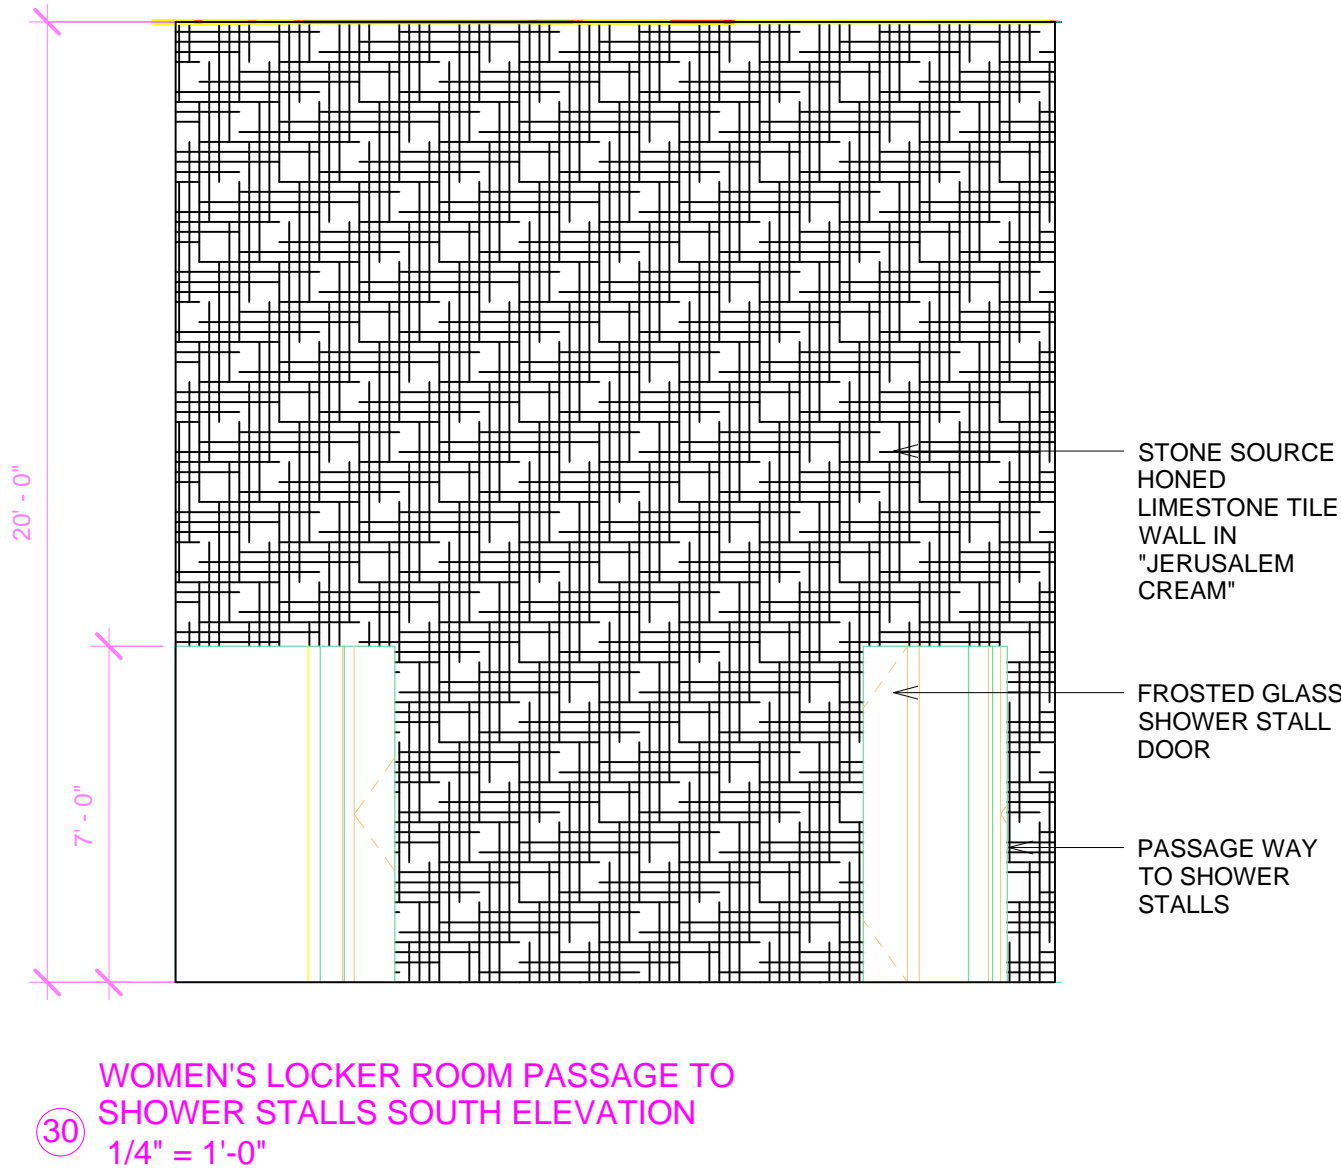 20' - 0"
7' - 0"
STONE SOURCE
HONED
LIMESTONE TILE
WALL IN
"JERUSALEM
CREAM"
FROSTED GLASS
SHOWER STALL
DOOR
PASSAGE WAY
TO SHOWER
STALLS
30
WOMEN'S LOCKER ROOM PASSAGE TO
SHOWER STALLS SOUTH ELEVATION
1/4" = 1'-0"